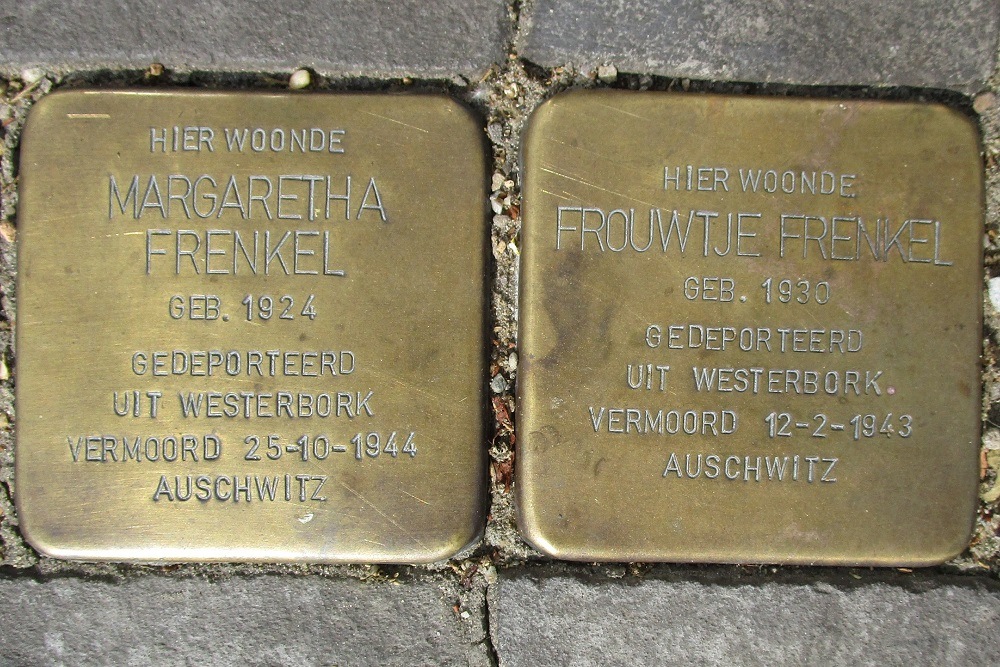 HIER WOONDE
MARGARETHA
FRENKEL
GEB. 1924
GEDEPORTEERD
UIT WESTERBORK
VERMOORD 25-10-1944
AUSCHWITZ
HIER WOONDE
FROUWTJE FRENKEL
GEB. 1930
GEDEPORTEERD
UIT WESTERBORK
VERMOORD 12-2-1943
AUSCHWITZ